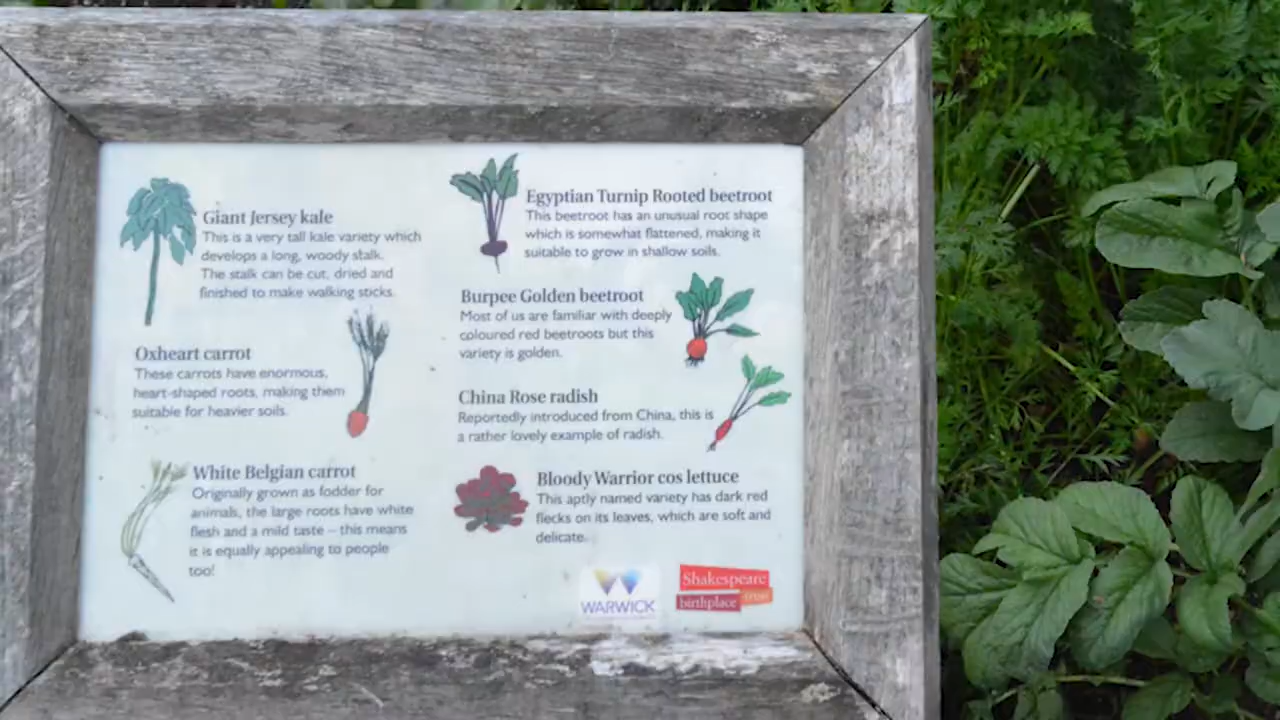 Giant Jersey kale
This is a very tall kale variety which
develops a long, woody stalk.
The stalk can be cut, dried and
finished to make walking sticks.
Oxheart carrot
These carrots have enormous,
heart-shaped roots, making them
suitable for heavier soils.
White Belgian carrot
Originally grown as fodder for
animals, the large roots have white
flesh and a mild taste – this means
it is equally appealing to people
too!
Egyptian Turnip Rooted beetroot
This beetroot has an unusual root shape
which is somewhat flattened, making it
suitable to grow in shallow soils.
Burpee Golden beetroot
Most of us are familiar with deeply
coloured red beetroots but this
variety is golden.
China Rose radish
Reportedly introduced from China, this is
a rather lovely example of radish.
Bloody Warrior cos lettuce
This aptly named variety has dark red
flecks on its leaves, which are soft and
delicate.
WARWICK
Shakespeare
birthplace trust